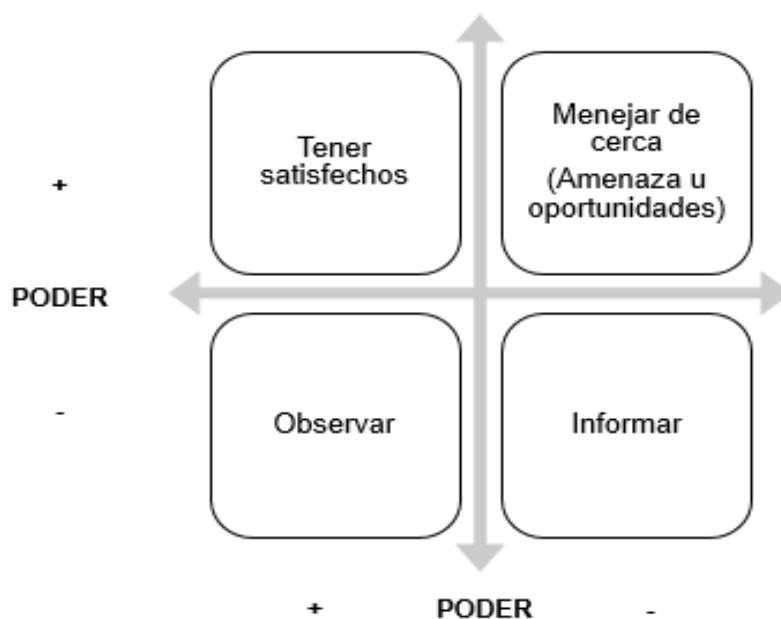 Tener
satisfechos
Menejar de
cerca
(Amenaza u
oportunidades)
+
PODER
-
Observar
Informar
+
PODER
-